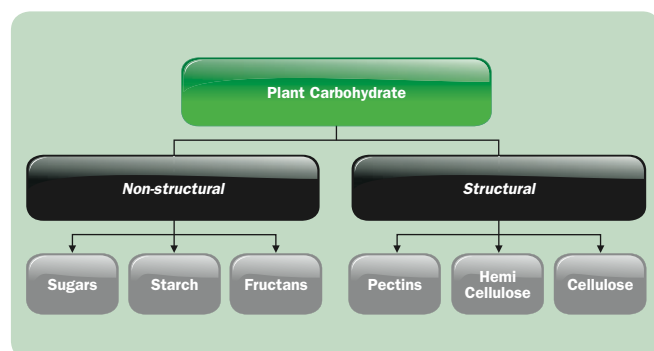 Plant Carbohydrate
Non-structural
Structural
Sugars
Starch
Fructans
Pectins
Hemi
Cellulose
Cellulose